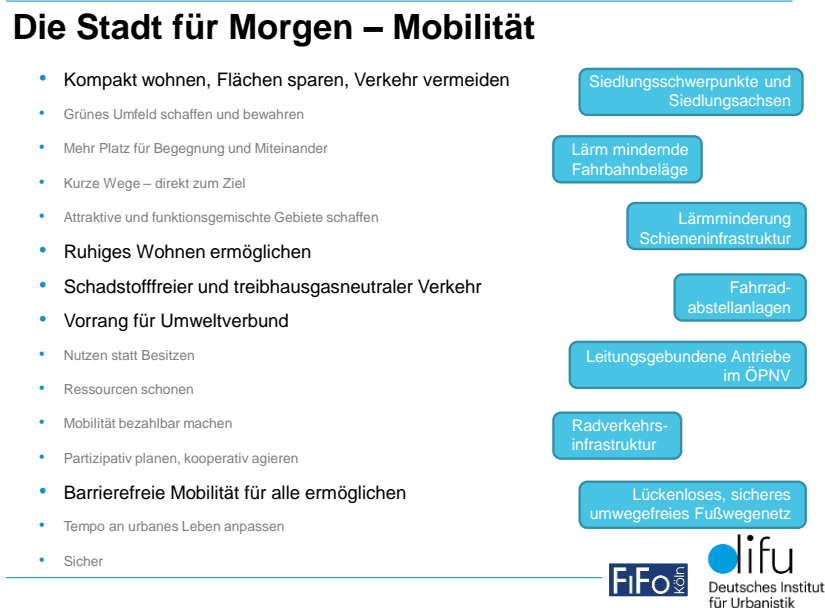 Die Stadt für Morgen – Mobilität
• Kompakt wohnen, Flächen sparen, Verkehr vermeiden
• Grünes Umfeld schaffen und bewahren
• Mehr Platz für Begegnung und Miteinander
• Kurze Wege – direkt zum Ziel
• Attraktive und funktionsgemischte Gebiete schaffen
• Ruhiges Wohnen ermöglichen
• Schadstofffreier und treibhausgasneutraler Verkehr
• Vorrang für Umweltverbund
• Nutzen statt Besitzen
• Ressourcen schonen
• Mobilität bezahlbar machen
• Partizipativ planen, kooperativ agieren
• Barrierefreie Mobilität für alle ermöglichen
• Tempo an urbanes Leben anpassen
• Sicher
Siedlungsschwerpunkte und
Siedlungsachsen
Lärm mindernde
Fahrbahnbeläge
Lärmminderung
Schieneninfrastruktur
Fahrrad-
abstellanlagen
Leitungsgebundene Antriebe
im ÖPNV
Radverkehrs-
infrastruktur
Lückenloses, sicheres
umwegefreies Fußwegenetz
FiFo Köln
difu
Deutsches Institut
für Urbanistik